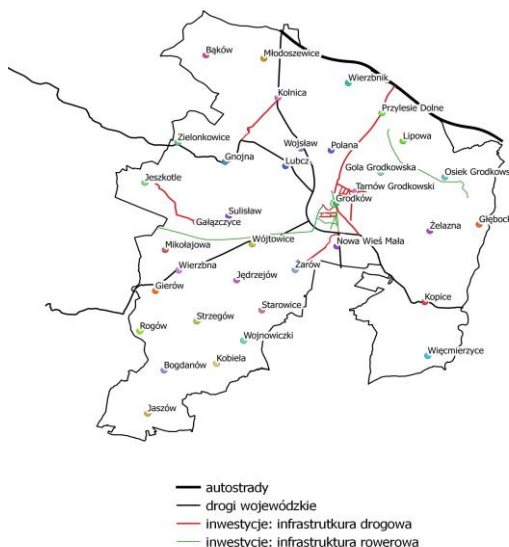 Bąków
Młodoszewice
Wierzbnik
Kolnica
Przylesie Dolne
Zielonkowice
Wojsław
Polana
Lipowa
Gnojna
Lubcz
Gola Grodkowska
Osiek Grodkows
Jeszkotle
Tarnów Grodkowski
Grodków
Sulisław
Gałązczyce
Żelazna
Głębock
Mikołajowa
Wójtowice
Nowa Wieś Mała
Wierzbna
Żarów
Gierów
Jędrzejów
Kopice
Starowice
Strzegów
Rogów
Wojnowiczki
Więcmierzyce
Kobiela
Bogdanów
Jaszów
autostrady
drogi wojewódzkie
inwestycje: infrastrutkura drogowa
inwestycje: infrastruktura rowerowa